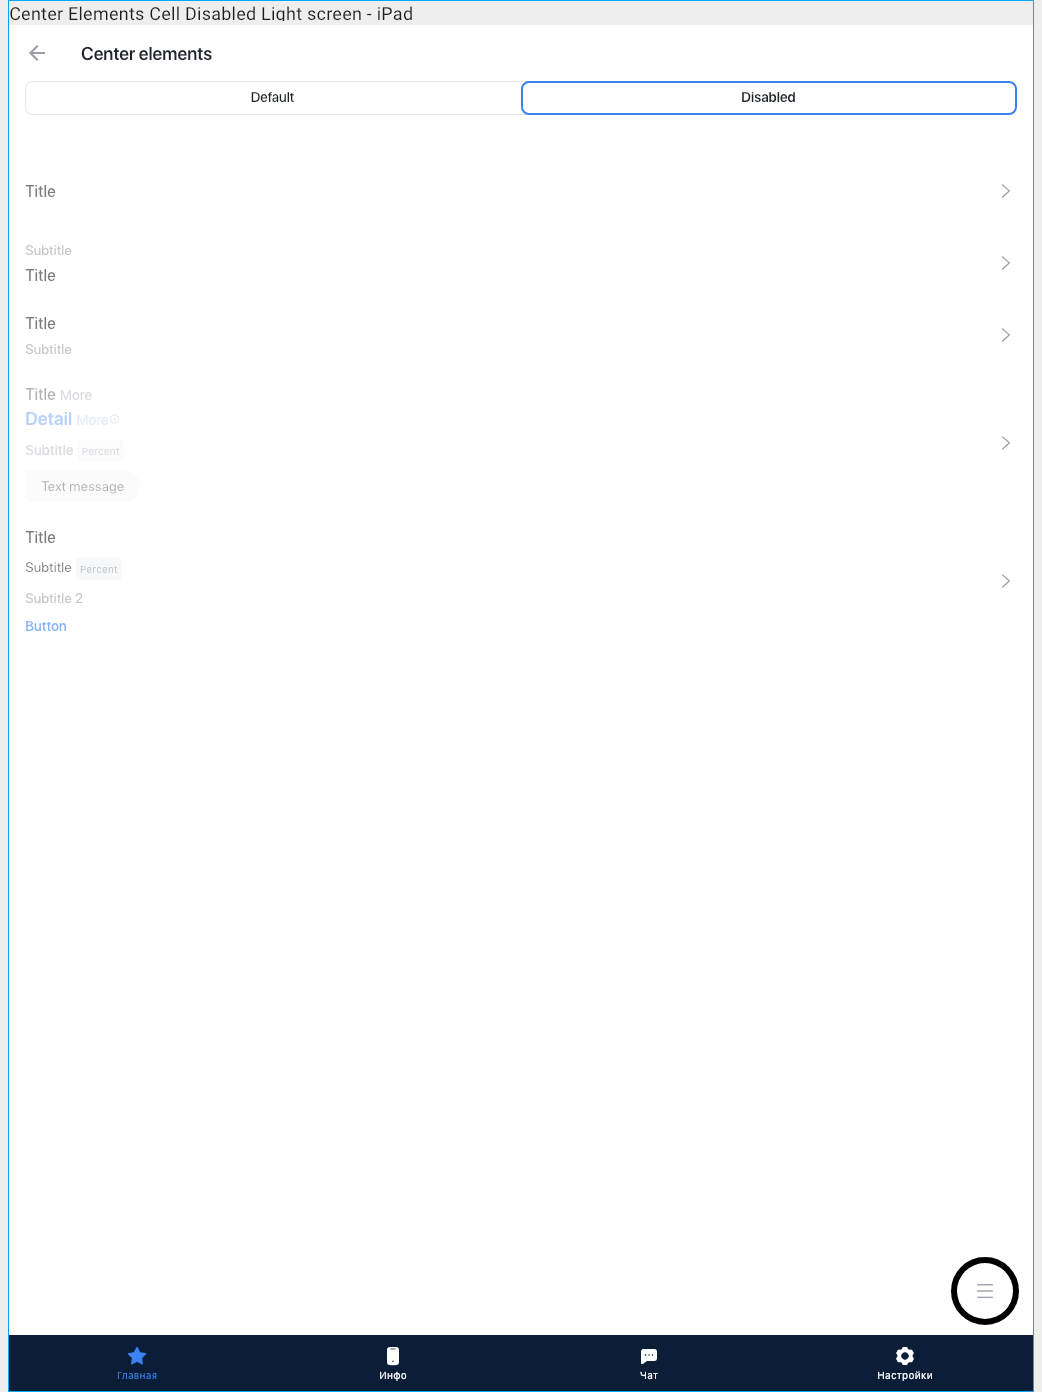 Center Elements Cell Disabled Light screen - iPad
Center elements
Default
Disabled
Title
Subtitle
Title
Title
Subtitle
Title More
Detail More
Subtitle Percent
Text message
Title
Subtitle Percent
Subtitle 2
Button
Главная
Инфо
Чат
Настройки